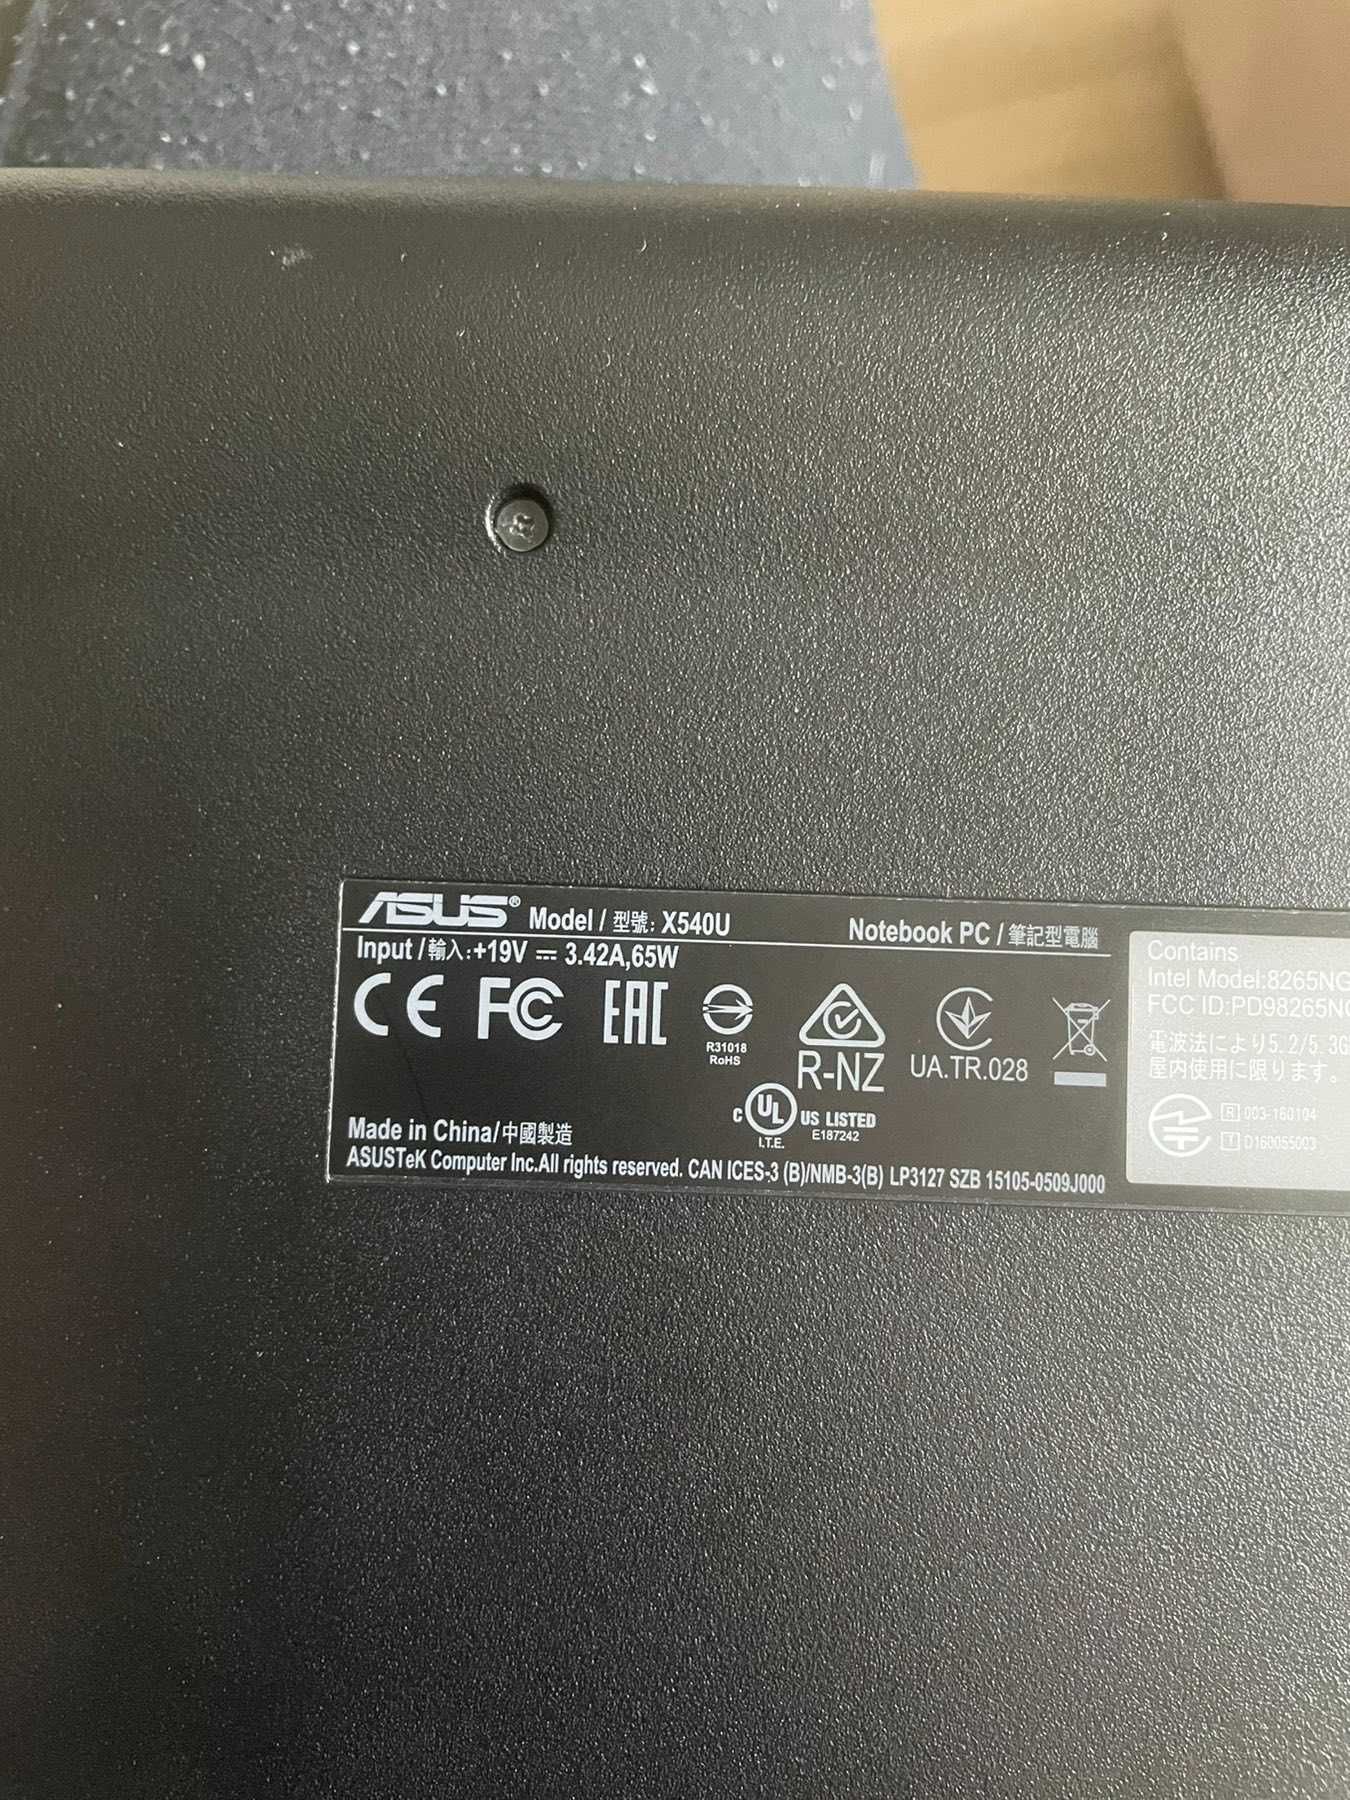 ASUS® Model / 型號: X540U Notebook PC / 筆記型電腦
Input / 輸入: +19V ⎓ 3.42A,65W
CE FC EAC
R31018
RoHS
R-NZ
UA.TR.028
c UL US LISTED
I.T.E. E187242
Made in China/中國製造
ASUSTeK Computer Inc.All rights reserved. CAN ICES-3 (B)/NMB-3(B) LP3127 SZB 15105-0509J000
Contains
Intel Model:8265NG
FCC ID:PD98265NG
電波法により5.2/5.3G
屋内使用に限ります。
R 003-160104
T D160055003